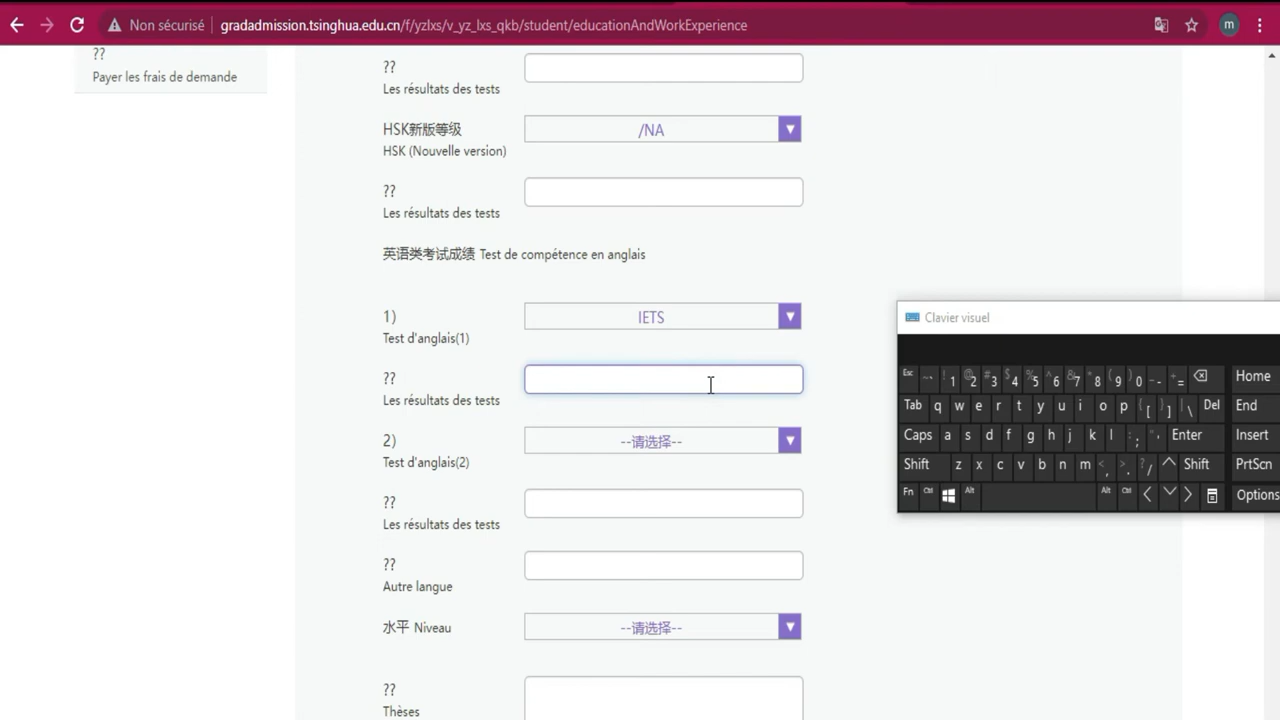 Non sécurisé gradadmission.tsinghua.edu.cn/f/yzlxs/v_yz_lxs_qkb/student/educationAndWorkExperience m
??
Payer les frais de demande
??
Les résultats des tests
HSK新版等级 /NA
HSK (Nouvelle version)
??
Les résultats des tests
英语类考试成绩 Test de compétence en anglais
1) IETS
Test d'anglais(1)
??
Les résultats des tests
2) --请选择--
Test d'anglais(2)
??
Les résultats des tests
??
Autre langue
水平 Niveau --请选择--
??
Thèses
Clavier visuel
Esc ~` ! 1 @ 2 # 3 $ 4 % 5 ^ 6 & 7 * 8 ( 9 ) 0 _ - + = Home
Tab q w e r t y u i o p { [ } ] | \ Del End
Caps a s d f g h j k l : ; " ' Enter Insert
Shift z x c v b n m < , > . ? / Shift PrtScn
Fn Ctrl Alt Alt Ctrl Options